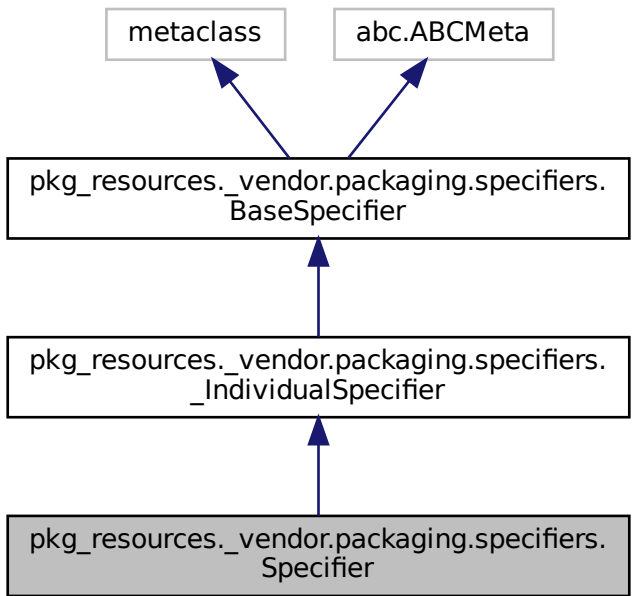 metaclass
abc.ABCMeta
pkg_resources._vendor.packaging.specifiers.
BaseSpecifier
pkg_resources._vendor.packaging.specifiers.
_IndividualSpecifier
pkg_resources._vendor.packaging.specifiers.
Specifier